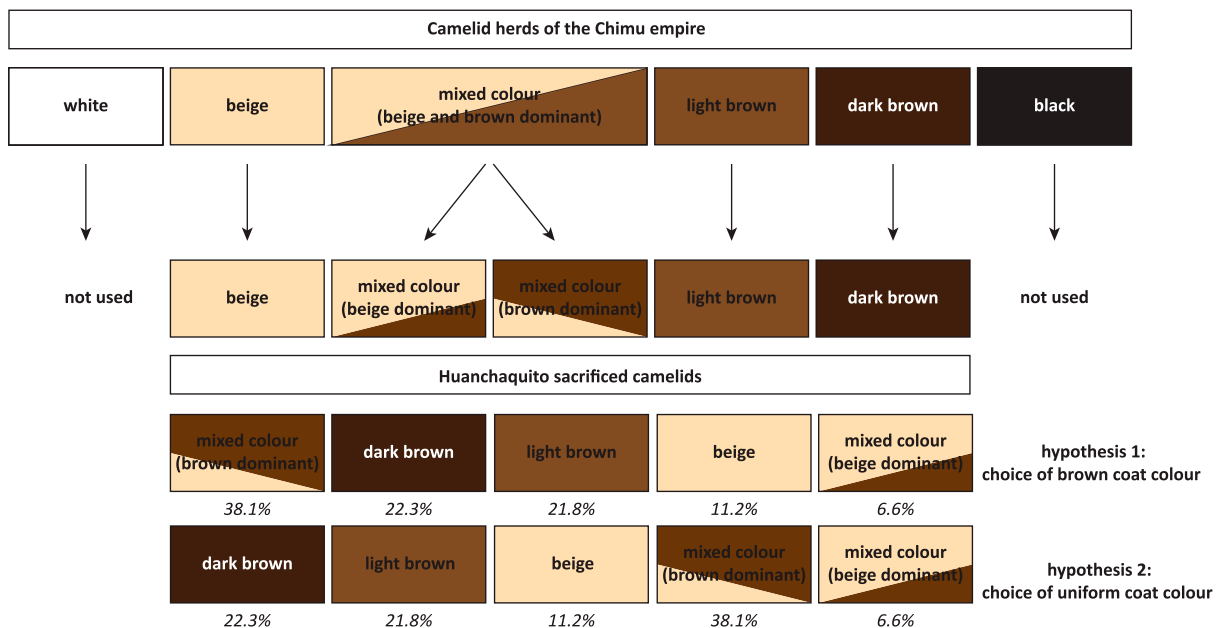 Camelid herds of the Chimu empire
white
beige
mixed colour
(beige and brown dominant)
light brown
dark brown
black
not used
beige
mixed colour
(beige dominant)
mixed colour
(brown dominant)
light brown
dark brown
not used
Huanchaquito sacrificed camelids
mixed colour
(brown dominant)
dark brown
light brown
beige
mixed colour
(beige dominant)
hypothesis 1:
choice of brown coat colour
38.1%
22.3%
21.8%
11.2%
6.6%
dark brown
light brown
beige
mixed colour
(brown dominant)
mixed colour
(beige dominant)
hypothesis 2:
choice of uniform coat colour
22.3%
21.8%
11.2%
38.1%
6.6%